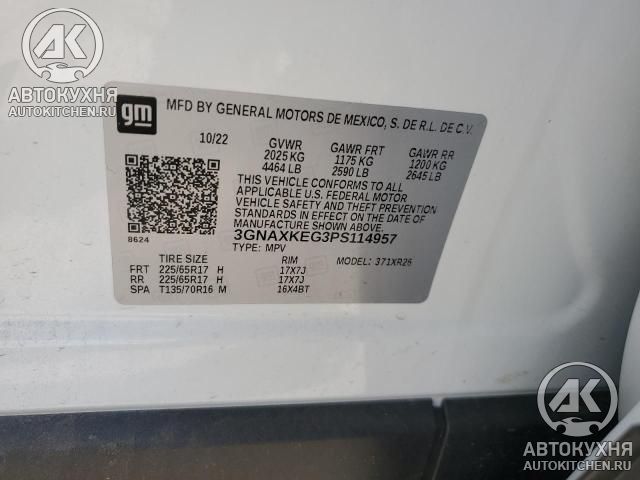 AK
АВТОКУХНЯ
AUTOKITCHEN.RU
gm
MFD BY GENERAL MOTORS DE MEXICO, S. DE R.L. DE C.V.
10/22 GVWR GAWR FRT GAWR RR
2025 KG 1175 KG 1200 KG
4464 LB 2590 LB 2645 LB
THIS VEHICLE CONFORMS TO ALL
APPLICABLE U.S. FEDERAL MOTOR
VEHICLE SAFETY AND THEFT PREVENTION
STANDARDS IN EFFECT ON THE DATE OF
MANUFACTURE SHOWN ABOVE.
8624 3GNAXKEG3PS114957
TYPE: MPV MODEL: 371XR26
TIRE SIZE RIM
FRT 225/65R17 H 17X7J
RR 225/65R17 H 17X7J
SPA T135/70R16 M 16X4BT
AK
АВТОКУХНЯ
AUTOKITCHEN.RU